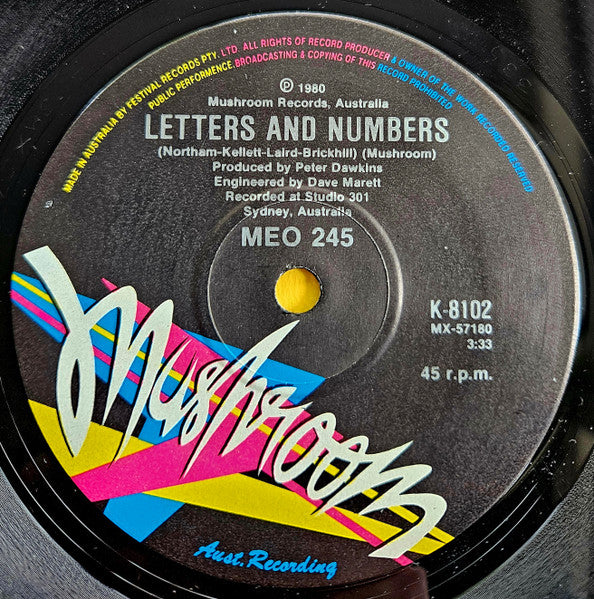 MADE IN AUSTRALIA BY FESTIVAL RECORDS PTY. LTD. ALL RIGHTS OF RECORD PRODUCER & OWNER OF THE WORK RECORDED RESERVED
PUBLIC PERFORMENCE. BROADCASTING & COPYING OF THIS RECORD PROHIBITED
℗ 1980
Mushroom Records, Australia
LETTERS AND NUMBERS
(Northam-Kellett-Laird-Brickhill) (Mushroom)
Produced by Peter Dawkins
Engineered by Dave Marett
Recorded at Studio 301
Sydney, Australia
MEO 245
K-8102
MX-57180
3:33
45 r.p.m.
Mushroom
Aust. Recording